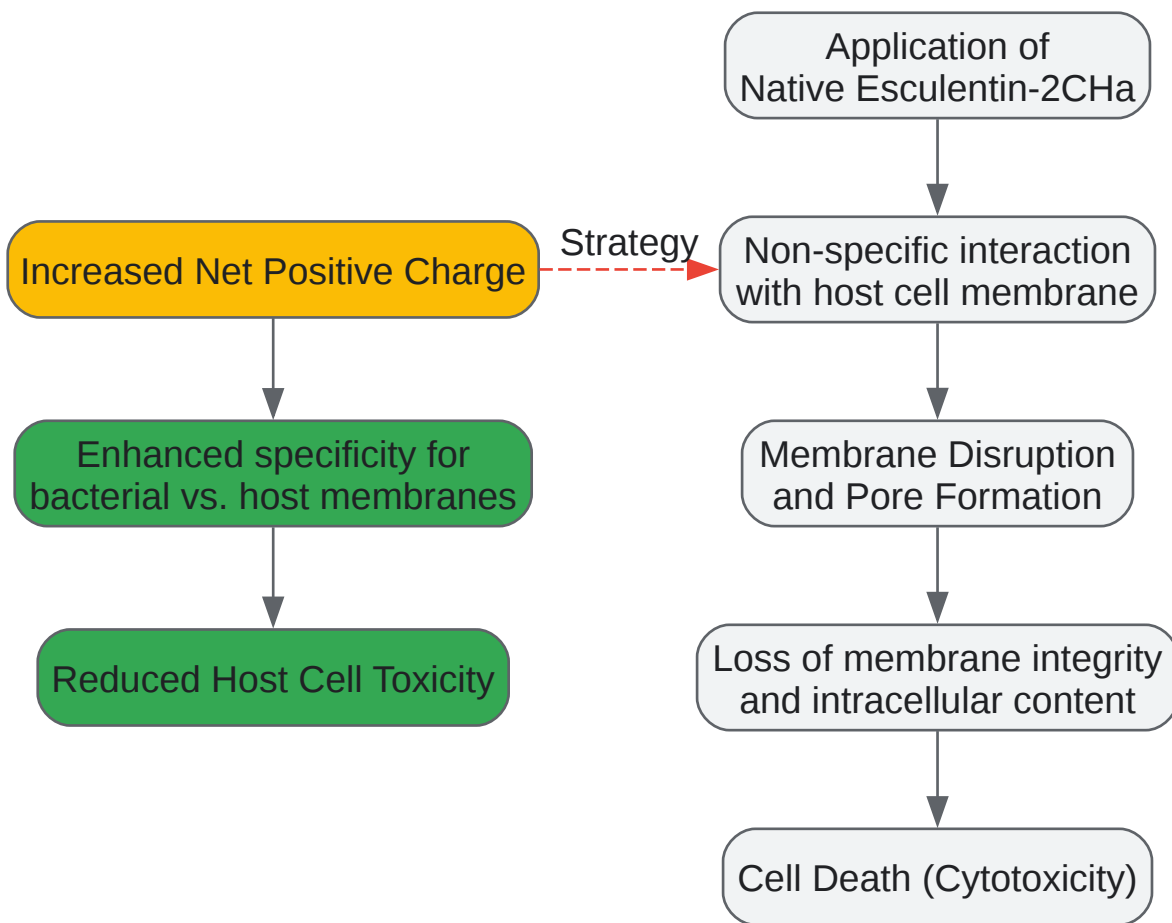 Application of
Native Esculentin-2CHa
Increased Net Positive Charge
Strategy
Non-specific interaction
with host cell membrane
Enhanced specificity for
bacterial vs. host membranes
Membrane Disruption
and Pore Formation
Reduced Host Cell Toxicity
Loss of membrane integrity
and intracellular content
Cell Death (Cytotoxicity)